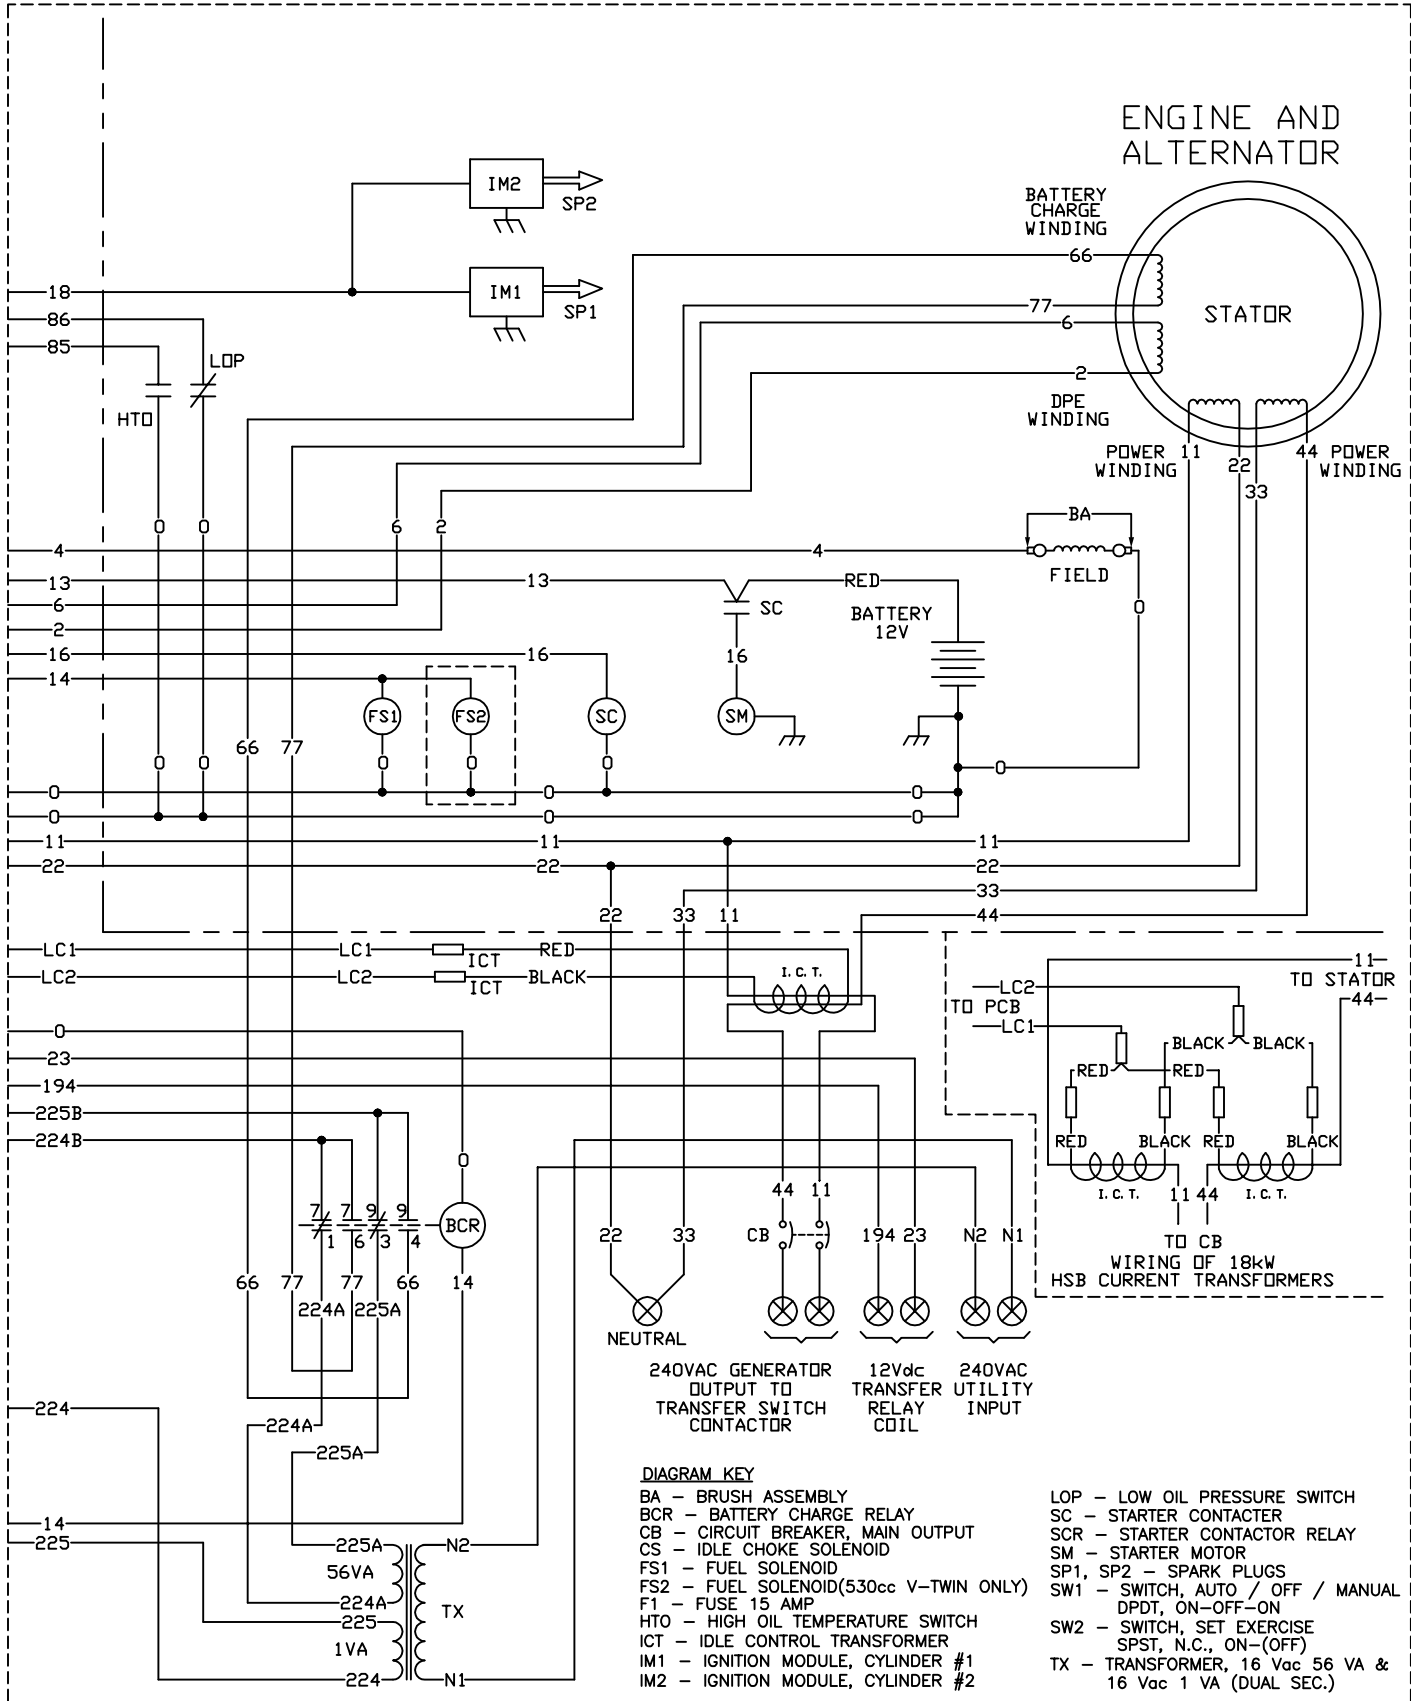 ENGINE AND
ALTERNATOR
IM2
SP2
BATTERY
CHARGE
WINDING
66
18
IM1
SP1
77
STATOR
86
6
85
LOP
2
HTO
DPE
WINDING
POWER
WINDING
11
22
33
44
POWER
WINDING
0
0
6
2
BA
4
4
FIELD
13
13
RED
0
6
SC
BATTERY
12V
2
16
16
16
14
FS1
FS2
SC
SM
66
77
0
0
0
0
0
0
0
0
0
0
0
0
11
11
11
22
22
22
33
22
33
11
44
LC1
LC1
ICT
RED
LC2
LC2
ICT
BLACK
I.C.T.
11
TO STATOR
44
LC2
TO PCB
LC1
BLACK
BLACK
RED
RED
RED
BLACK
RED
BLACK
I.C.T.
11
44
I.C.T.
TO CB
WIRING OF 18kW
HSB CURRENT TRANSFORMERS
0
23
194
225B
224B
0
44
11
7
7
9
9
1
6
3
4
BCR
22
33
CB
194
23
N2
N1
66
77
77
66
14
224A
225A
NEUTRAL
240VAC GENERATOR
OUTPUT TO
TRANSFER SWITCH
CONTACTOR
12Vdc
TRANSFER
RELAY
COIL
240VAC
UTILITY
INPUT
224
224A
225A
14
225
225A
N2
56VA
224A
225
TX
1VA
224
N1
DIAGRAM KEY
BA – BRUSH ASSEMBLY
BCR – BATTERY CHARGE RELAY
CB – CIRCUIT BREAKER, MAIN OUTPUT
CS – IDLE CHOKE SOLENOID
FS1 – FUEL SOLENOID
FS2 – FUEL SOLENOID(530cc V–TWIN ONLY)
F1 – FUSE 15 AMP
HTO – HIGH OIL TEMPERATURE SWITCH
ICT – IDLE CONTROL TRANSFORMER
IM1 – IGNITION MODULE, CYLINDER #1
IM2 – IGNITION MODULE, CYLINDER #2
LOP – LOW OIL PRESSURE SWITCH
SC – STARTER CONTACTER
SCR – STARTER CONTACTOR RELAY
SM – STARTER MOTOR
SP1, SP2 – SPARK PLUGS
SW1 – SWITCH, AUTO / OFF / MANUAL
DPDT, ON–OFF–ON
SW2 – SWITCH, SET EXERCISE
SPST, N.C., ON–(OFF)
TX – TRANSFORMER, 16 Vac 56 VA &
16 Vac 1 VA (DUAL SEC.)